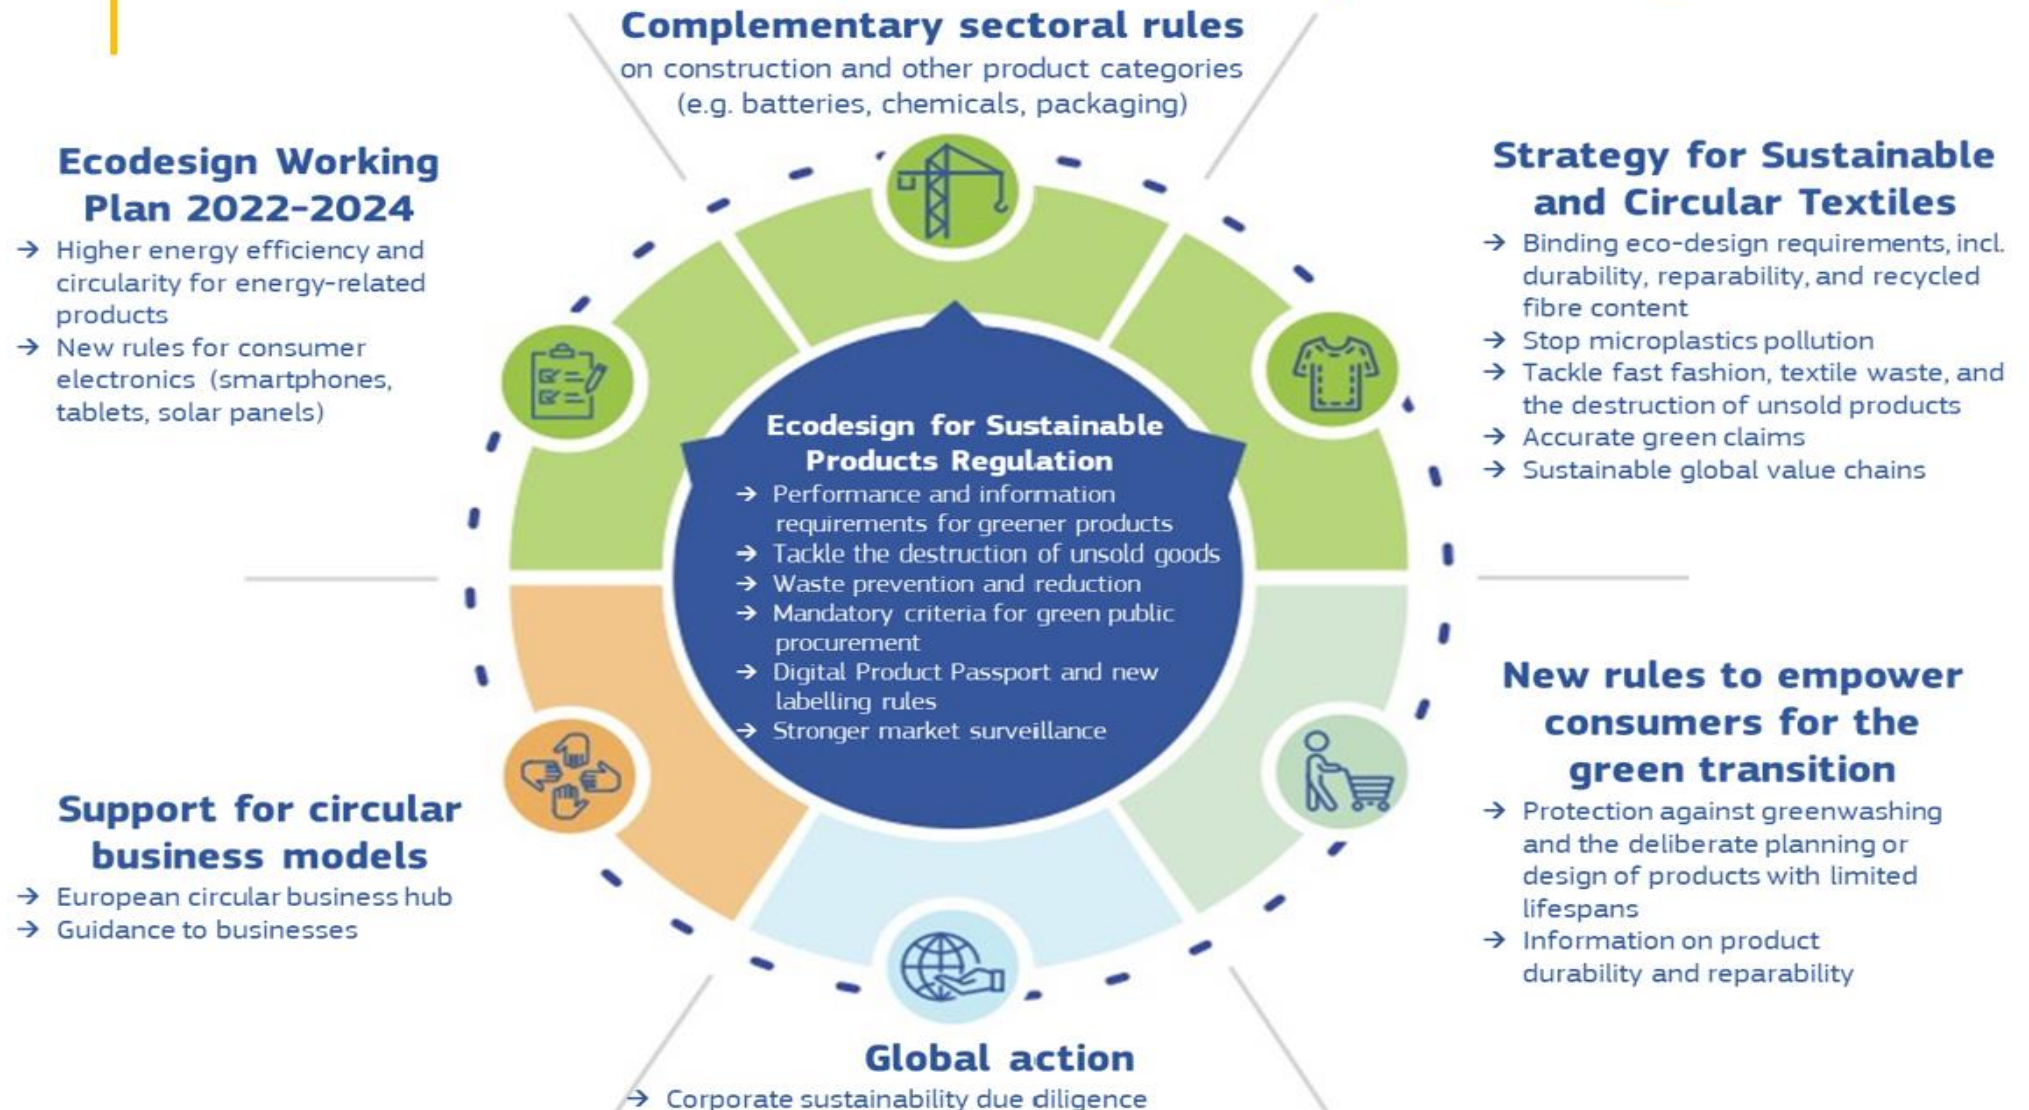 Complementary sectoral rules
on construction and other product categories
(e.g. batteries, chemicals, packaging)
Ecodesign Working
Plan 2022-2024
→ Higher energy efficiency and
circularity for energy-related
products
→ New rules for consumer
electronics (smartphones,
tablets, solar panels)
Strategy for Sustainable
and Circular Textiles
→ Binding eco-design requirements, incl.
durability, reparability, and recycled
fibre content
→ Stop microplastics pollution
→ Tackle fast fashion, textile waste, and
the destruction of unsold products
→ Accurate green claims
→ Sustainable global value chains
Ecodesign for Sustainable
Products Regulation
→ Performance and information
requirements for greener products
→ Tackle the destruction of unsold goods
→ Waste prevention and reduction
→ Mandatory criteria for green public
procurement
→ Digital Product Passport and new
labelling rules
→ Stronger market surveillance
Support for circular
business models
→ European circular business hub
→ Guidance to businesses
New rules to empower
consumers for the
green transition
→ Protection against greenwashing
and the deliberate planning or
design of products with limited
lifespans
→ Information on product
durability and reparability
Global action
→ Corporate sustainability due diligence